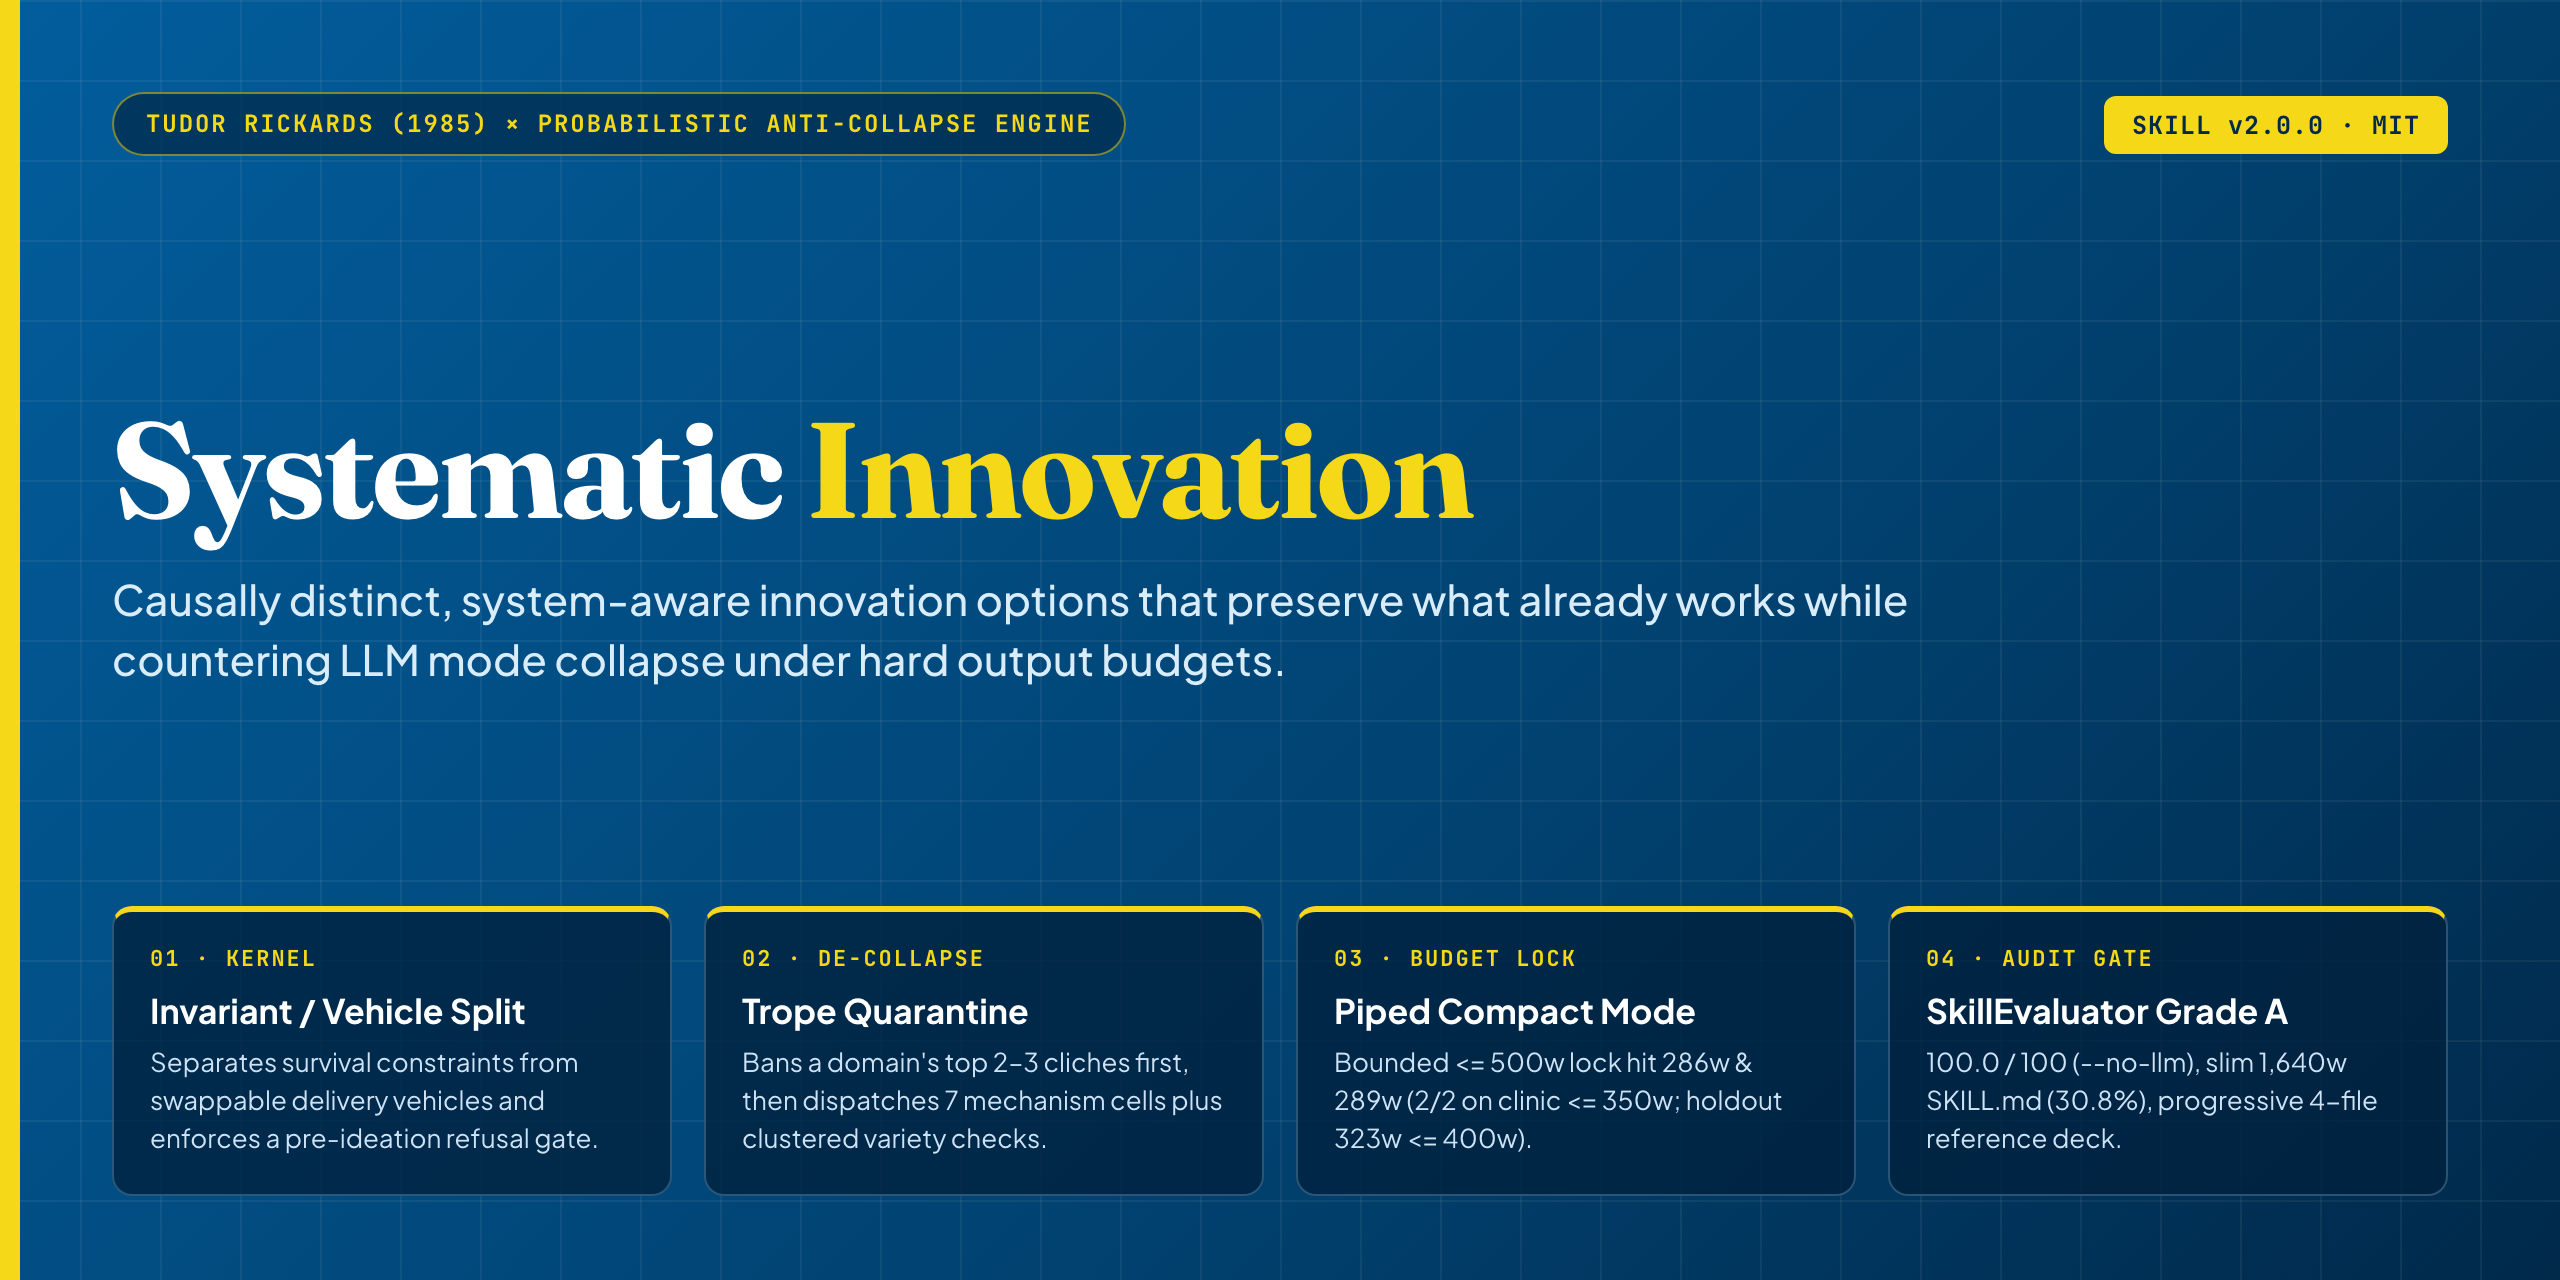 TUDOR RICKARDS (1985) × PROBABILISTIC ANTI-COLLAPSE ENGINE
SKILL v2.0.0 · MIT
Systematic Innovation
Causally distinct, system-aware innovation options that preserve what already works while
countering LLM mode collapse under hard output budgets.
01 · KERNEL
Invariant / Vehicle Split
Separates survival constraints from
swappable delivery vehicles and
enforces a pre-ideation refusal gate.
02 · DE-COLLAPSE
Trope Quarantine
Bans a domain's top 2–3 cliches first,
then dispatches 7 mechanism cells plus
clustered variety checks.
03 · BUDGET LOCK
Piped Compact Mode
Bounded <= 500w lock hit 286w &
289w (2/2 on clinic <= 350w; holdout
323w <= 400w).
04 · AUDIT GATE
SkillEvaluator Grade A
100.0 / 100 (--no-llm), slim 1,640w
SKILL.md (30.8%), progressive 4-file
reference deck.